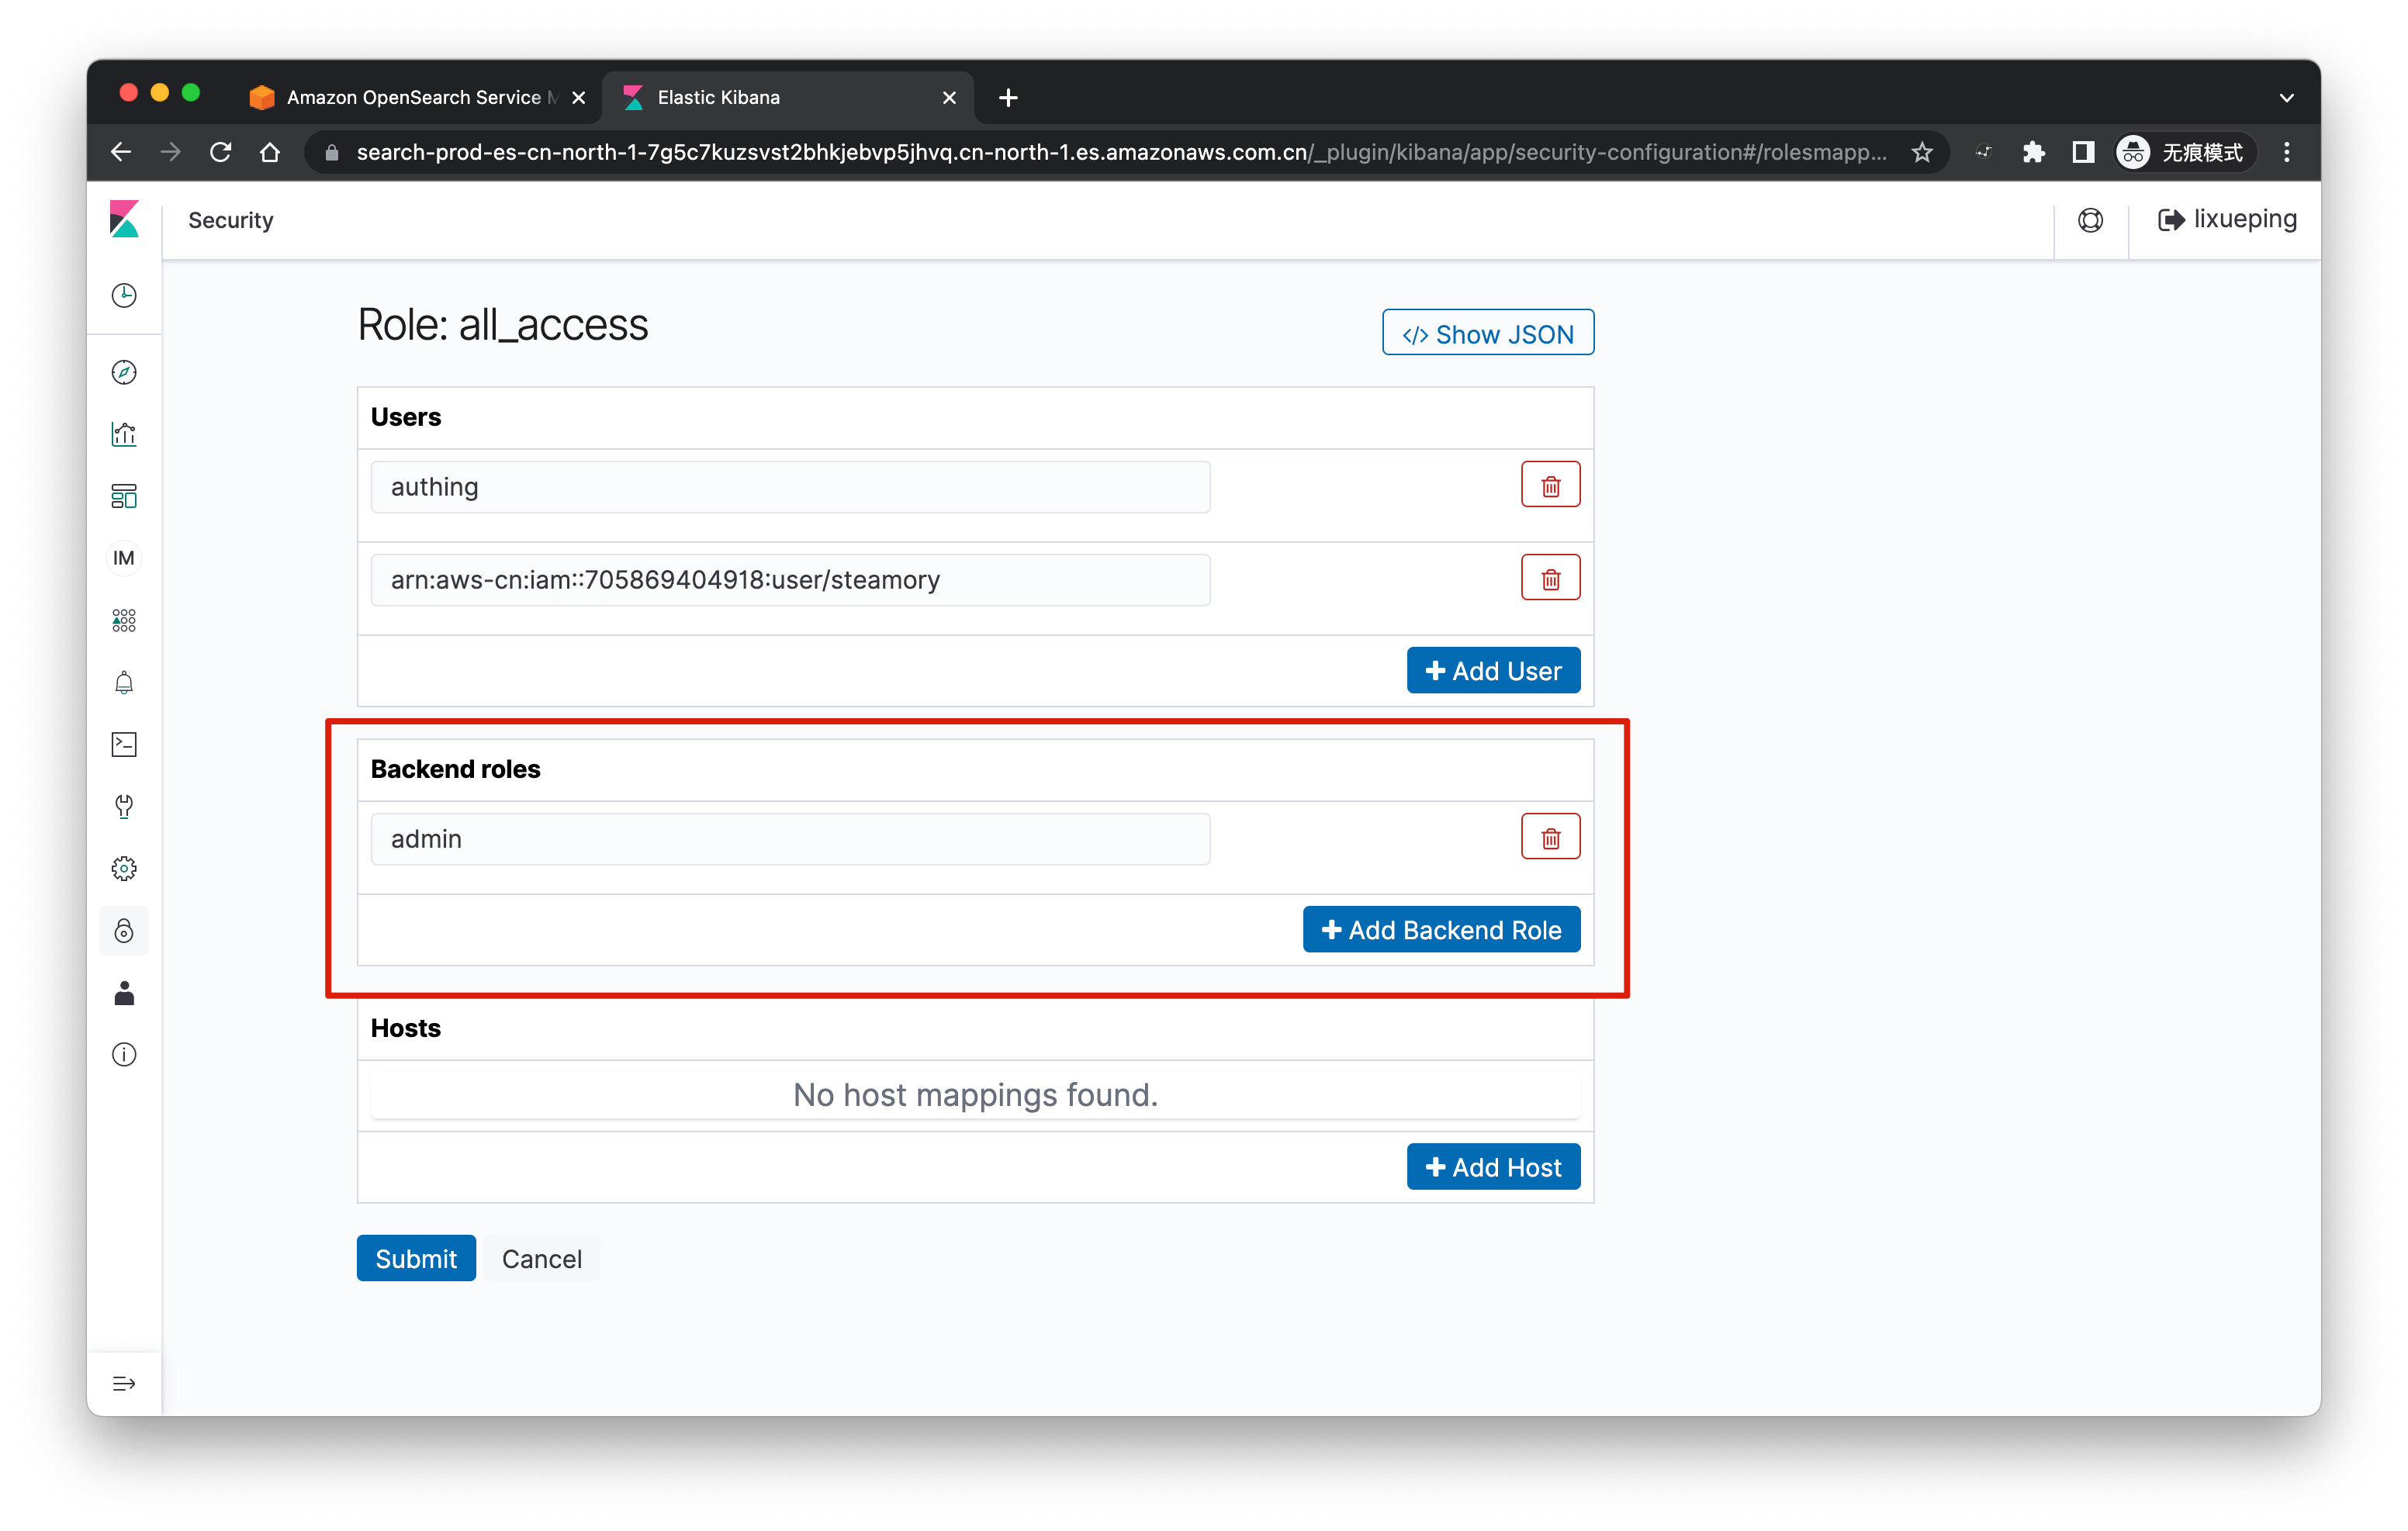 Amazon OpenSearch Service M
Elastic Kibana
search-prod-es-cn-north-1-7g5c7kuzsvst2bhkjebvp5jhvq.cn-north-1.es.amazonaws.com.cn/_plugin/kibana/app/security-configuration#/rolesmapp...
无痕模式
Security
lixueping
Role: all_access
</> Show JSON
Users
authing
arn:aws-cn:iam::705869404918:user/steamory
Add User
IM
Backend roles
admin
Add Backend Role
Hosts
No host mappings found.
Add Host
Submit
Cancel